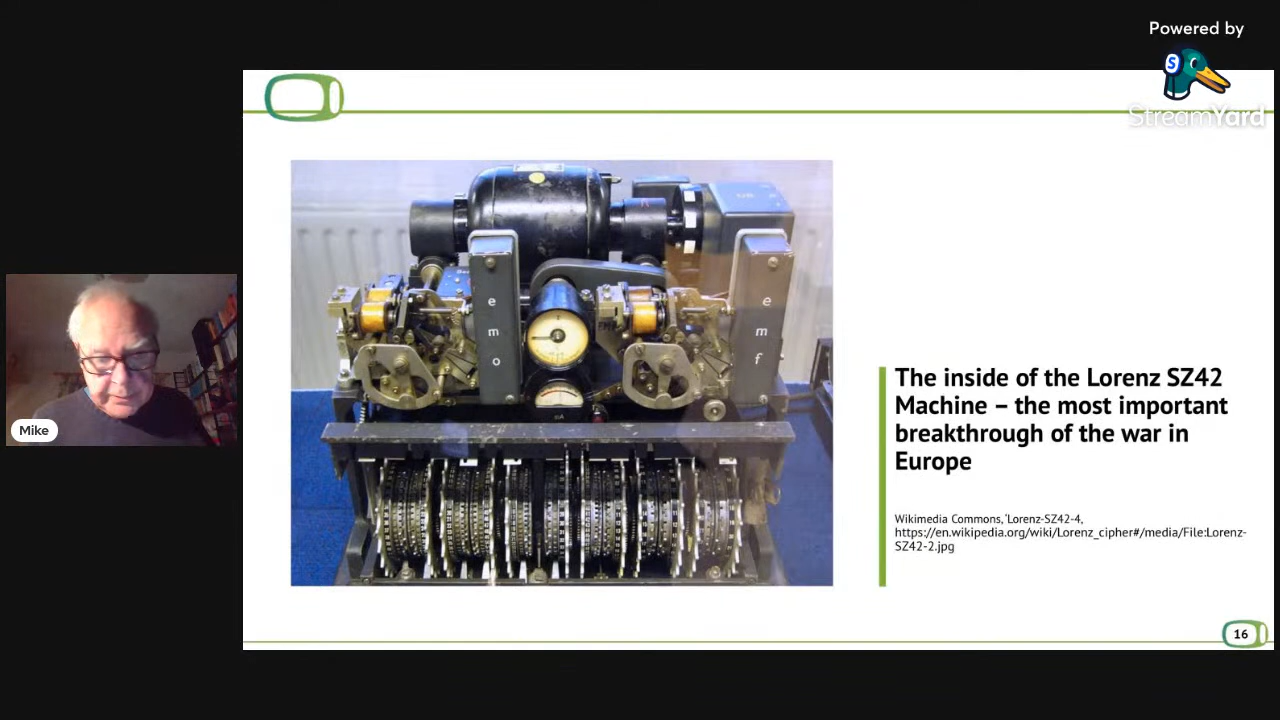 Powered by
S
StreamYard
e
m
o
e
m
f
mA
The inside of the Lorenz SZ42
Machine – the most important
breakthrough of the war in
Europe
Wikimedia Commons, 'Lorenz-SZ42-4,
https://en.wikipedia.org/wiki/Lorenz_cipher#/media/File:Lorenz-
SZ42-2.jpg
Mike
16